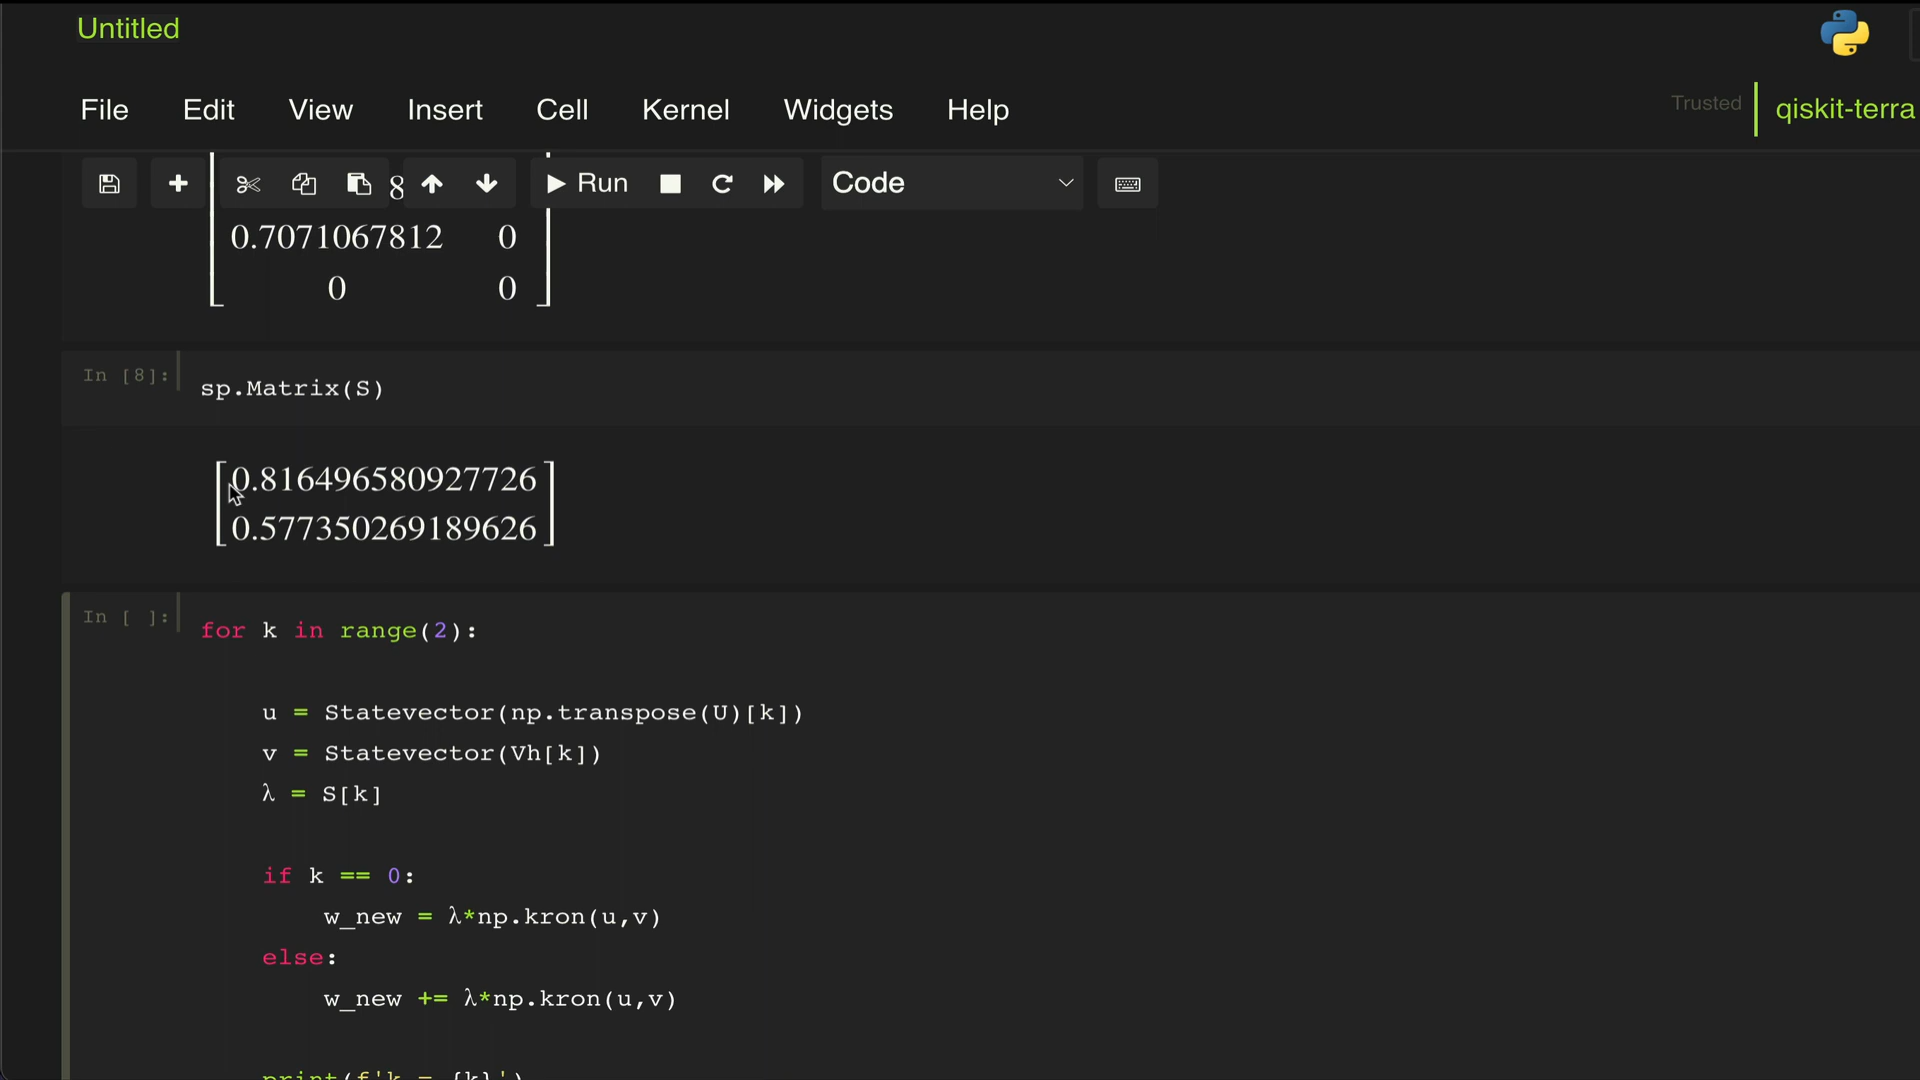 Untitled
File Edit View Insert Cell Kernel Widgets Help
Trusted qiskit-terra
8 Run Code
0.7071067812 0
0 0
In [8]: sp.Matrix(S)
0.816496580927726
0.577350269189626
In [ ]: for k in range(2):
u = Statevector(np.transpose(U)[k])
v = Statevector(Vh[k])
λ = S[k]
if k == 0:
w_new = λ*np.kron(u,v)
else:
w_new += λ*np.kron(u,v)
print(f'k = {k}')